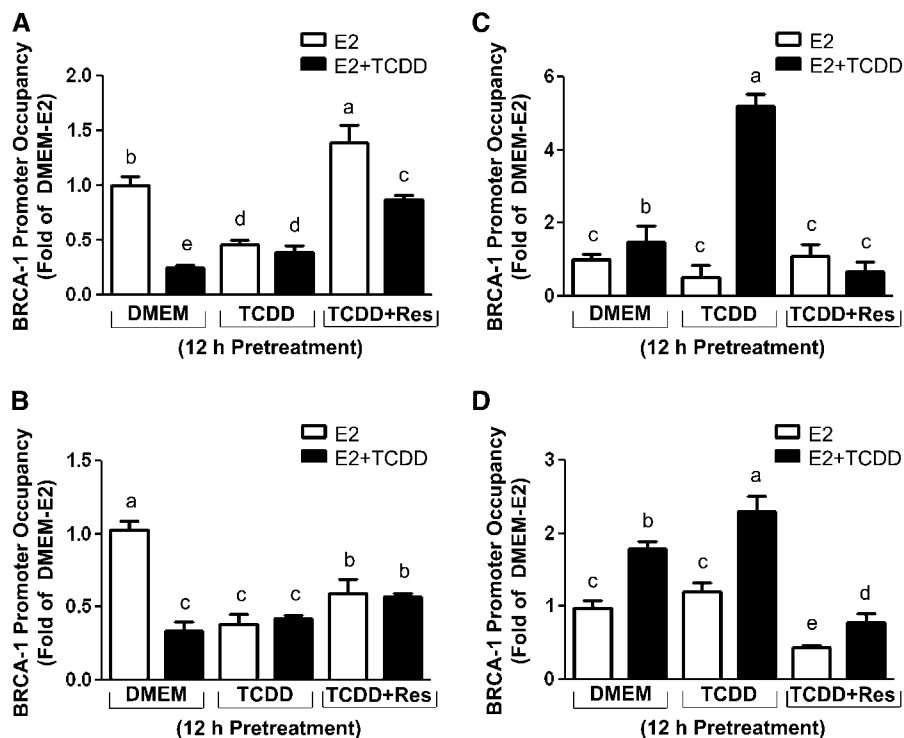 A
E2
E2+TCDD
BRCA-1 Promoter Occupancy
(Fold of DMEM-E2)
2.0
1.5
1.0
0.5
0.0
b
e
d
d
a
c
DMEM
TCDD
TCDD+Res
(12 h Pretreatment)
B
E2
E2+TCDD
BRCA-1 Promoter Occupancy
(Fold of DMEM-E2)
1.5
1.0
0.5
0.0
a
c
c
c
b
b
DMEM
TCDD
TCDD+Res
(12 h Pretreatment)
C
E2
E2+TCDD
BRCA-1 Promoter Occupancy
(Fold of DMEM-E2)
6
4
2
0
c
b
c
a
c
c
DMEM
TCDD
TCDD+Res
(12 h Pretreatment)
D
E2
E2+TCDD
BRCA-1 Promoter Occupancy
(Fold of DMEM-E2)
3
2
1
0
c
b
c
a
e
d
DMEM
TCDD
TCDD+Res
(12 h Pretreatment)